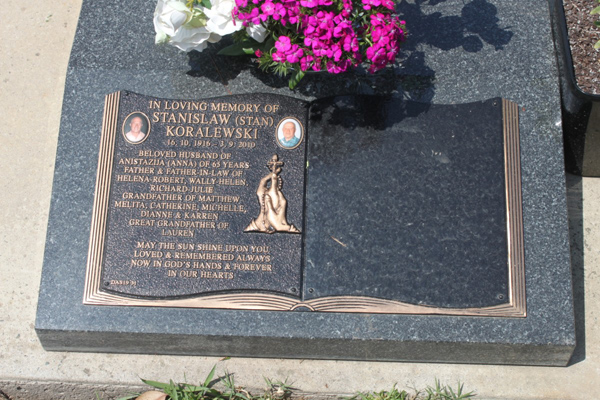 IN LOVING MEMORY OF
STANISLAW (STAN)
KORALEWSKI
16. 10. 1916 - 3. 9. 2010
BELOVED HUSBAND OF
ANISTAZIJA (ANNA) OF 65 YEARS
FATHER & FATHER-IN-LAW OF
HELENA·ROBERT, WALLY·HELEN,
RICHARD·JULIE
GRANDFATHER OF MATTHEW,
MELITA, CATHERINE, MICHELLE,
DIANNE & KARREN
GREAT GRANDFATHER OF
LAUREN
MAY THE SUN SHINE UPON YOU
LOVED & REMEMBERED ALWAYS
NOW IN GOD'S HANDS & FOREVER
IN OUR HEARTS